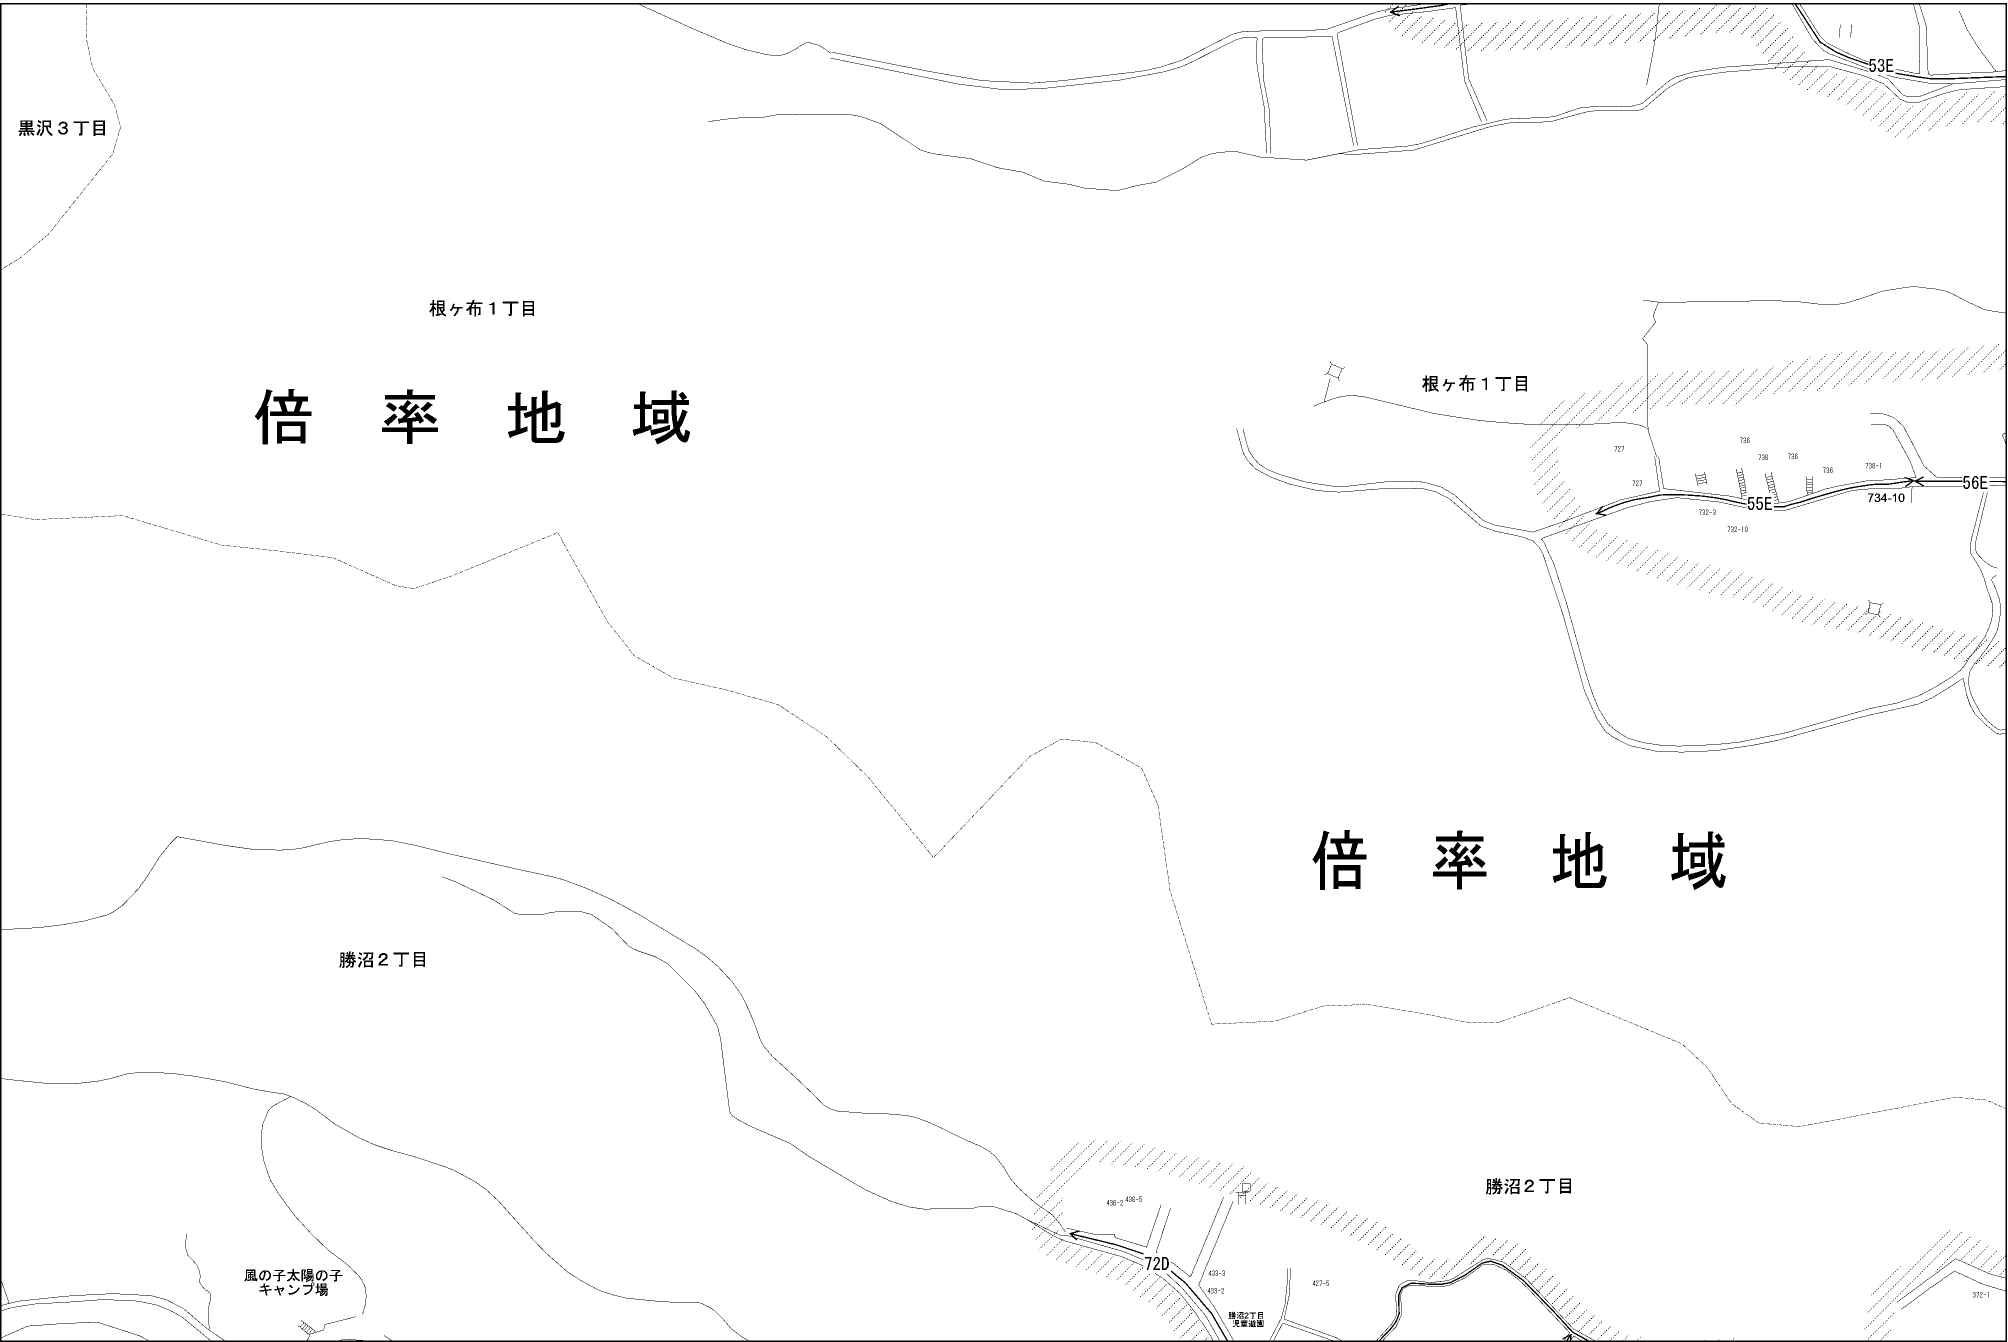 53E
黒沢３丁目
根ヶ布１丁目
倍率地域
根ヶ布１丁目
727
736
736
736
736
738-1
727
55E
734-10
56E
732-3
732-10
倍率地域
勝沼２丁目
勝沼２丁目
436-2
436-5
72D
433-3
433-2
427-5
372-1
風の子太陽の子
キャンプ場
勝沼2丁目
児童遊園